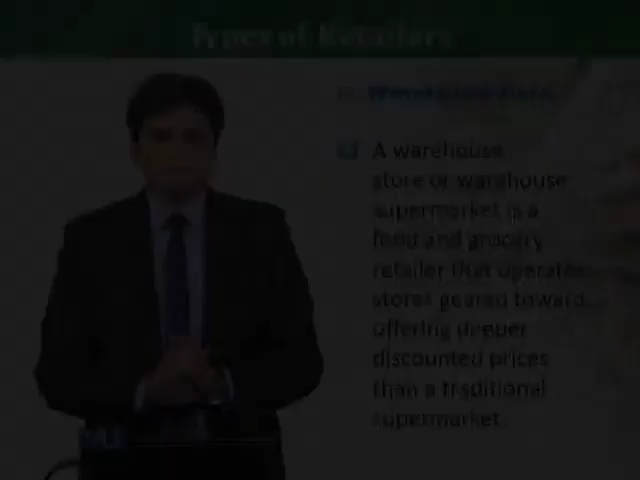 Types of Retailers
A warehouse
store or warehouse
supermarket is a
food and grocery
retailer that operates
stores geared toward
offering deeper
discounted prices
than a traditional
supermarket.